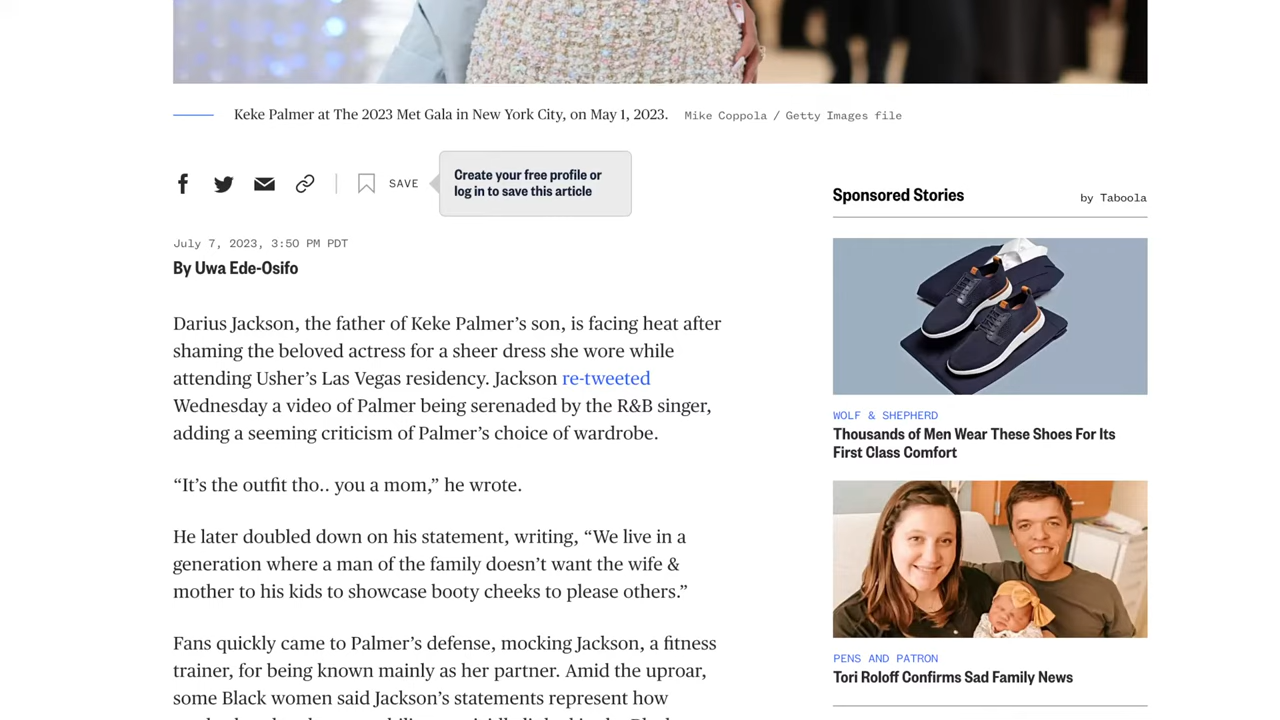 Keke Palmer at The 2023 Met Gala in New York City, on May 1, 2023. Mike Coppola / Getty Images file
SAVE
Create your free profile or
log in to save this article
July 7, 2023, 3:50 PM PDT
By Uwa Ede-Osifo
Darius Jackson, the father of Keke Palmer’s son, is facing heat after
shaming the beloved actress for a sheer dress she wore while
attending Usher’s Las Vegas residency. Jackson re-tweeted
Wednesday a video of Palmer being serenaded by the R&B singer,
adding a seeming criticism of Palmer’s choice of wardrobe.
“It’s the outfit tho.. you a mom,” he wrote.
He later doubled down on his statement, writing, “We live in a
generation where a man of the family doesn’t want the wife &
mother to his kids to showcase booty cheeks to please others.”
Fans quickly came to Palmer’s defense, mocking Jackson, a fitness
trainer, for being known mainly as her partner. Amid the uproar,
some Black women said Jackson’s statements represent how
Sponsored Stories
by Taboola
WOLF & SHEPHERD
Thousands of Men Wear These Shoes For Its
First Class Comfort
PENS AND PATRON
Tori Roloff Confirms Sad Family News